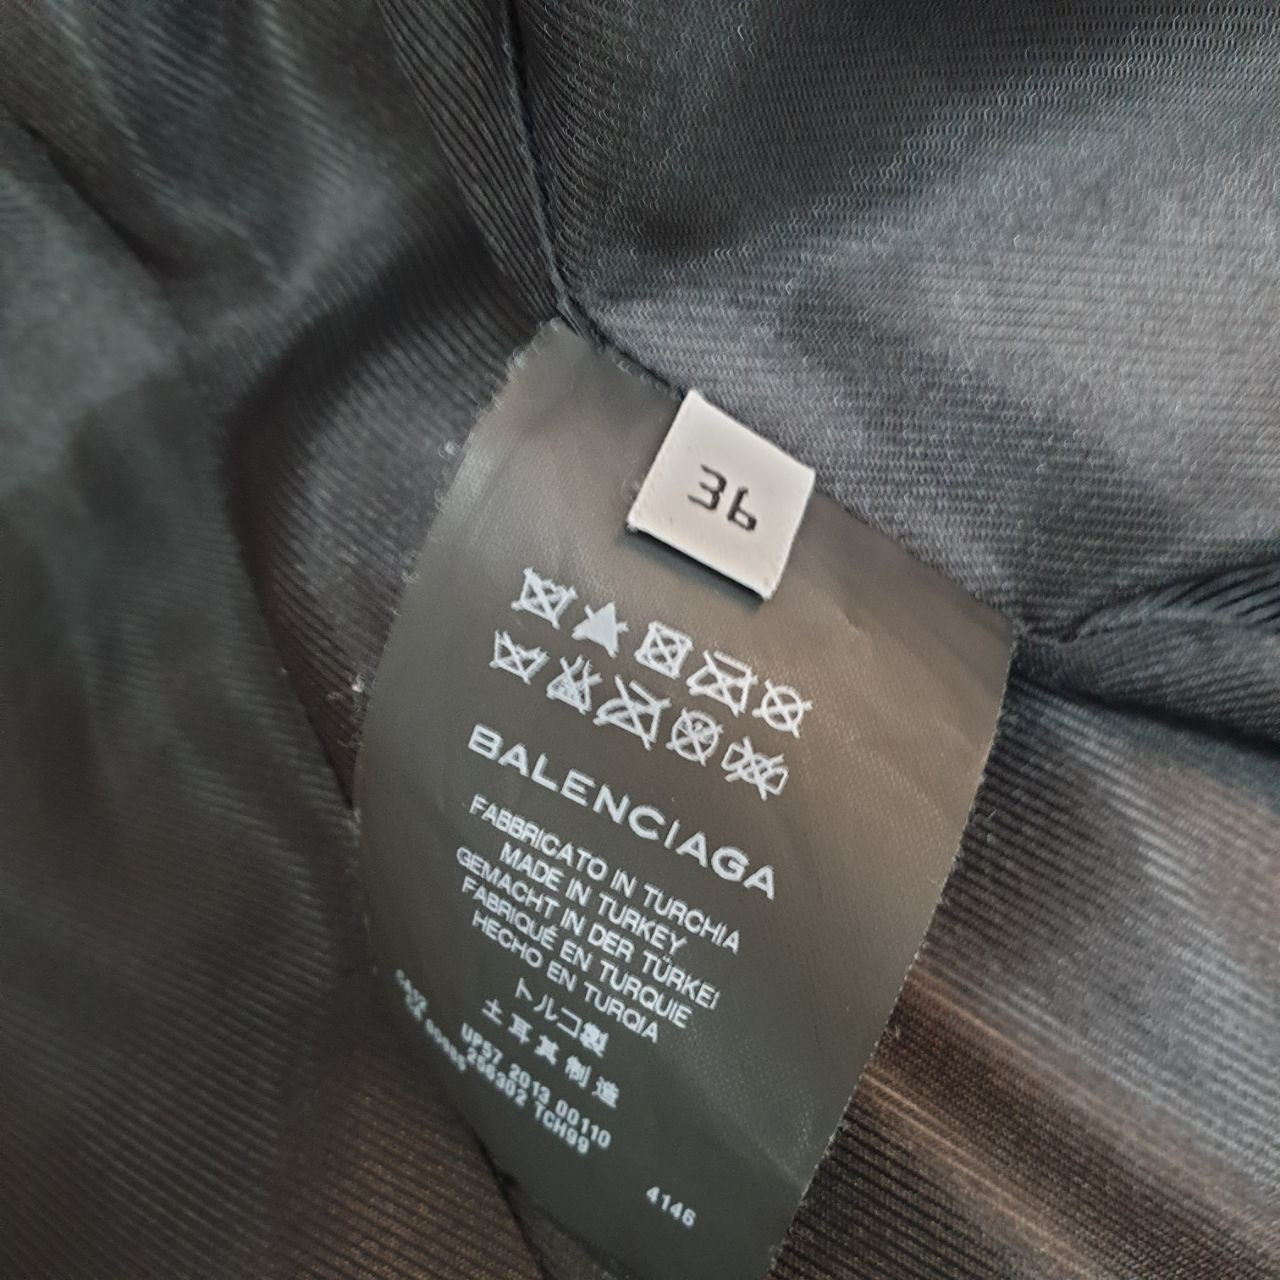 36
BALENCIAGA
FABBRICATO IN TURCHIA
MADE IN TURKEY
GEMACHT IN DER TÜRKEI
FABRIQUÉ EN TURQUIE
HECHO EN TURQIA
トルコ製
土耳其制造
UP57 2013 00110
256302 TCH99
4146